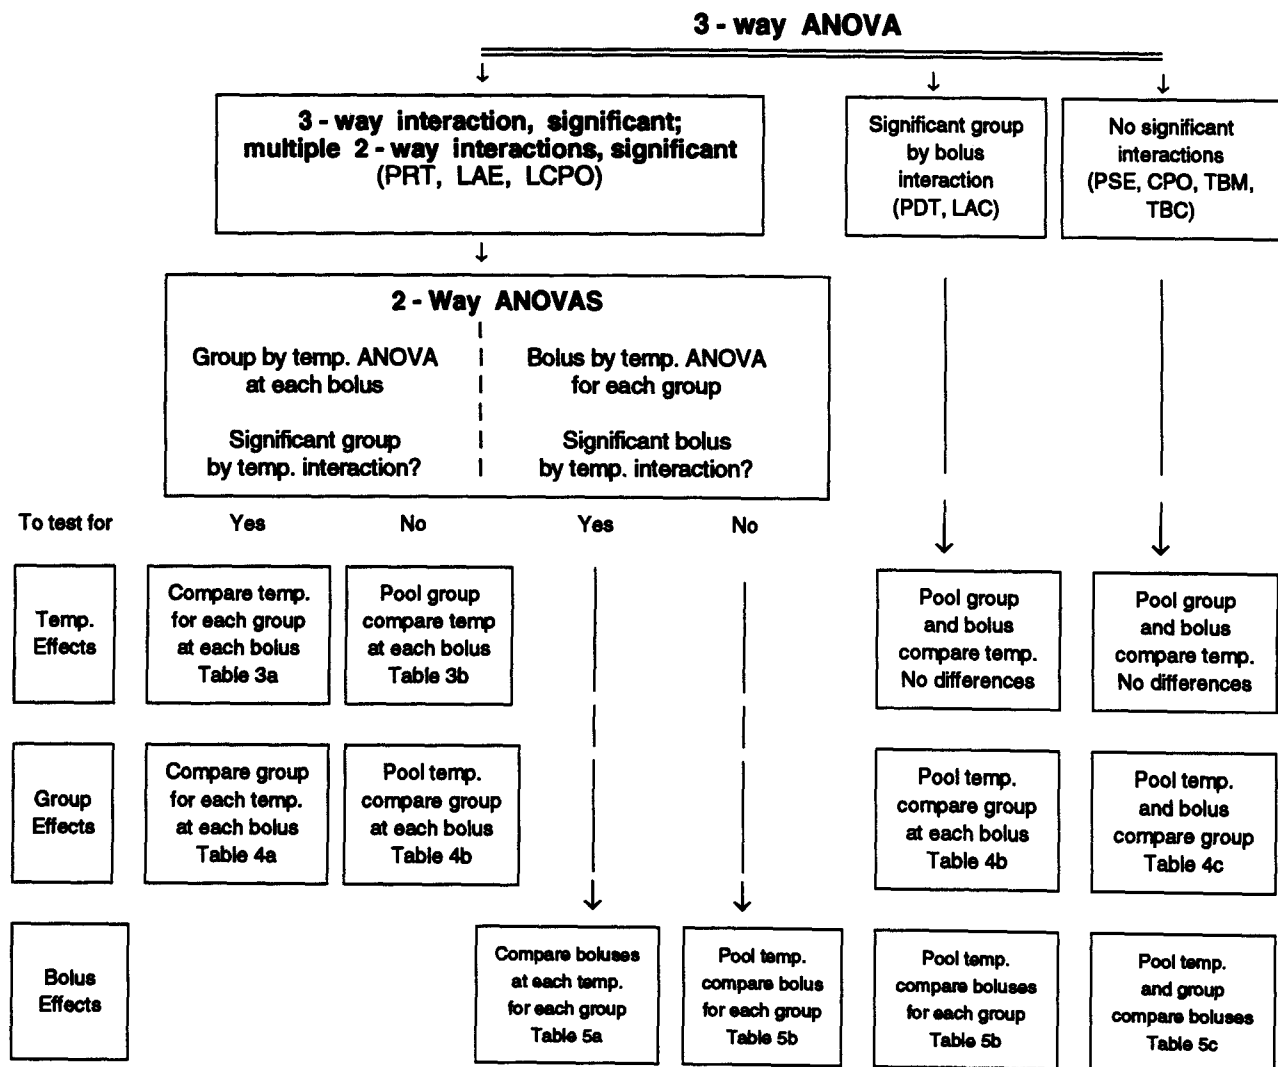 3 - way ANOVA
3 - way interaction, significant;
multiple 2 - way interactions, significant
(PRT, LAE, LCPO)
Significant group
by bolus
interaction
(PDT, LAC)
No significant
interactions
(PSE, CPO, TBM,
TBC)
2 - Way ANOVAS
Group by temp. ANOVA
at each bolus
Significant group
by temp. interaction?
Bolus by temp. ANOVA
for each group
Significant bolus
by temp. interaction?
To test for
Yes
No
Yes
No
Temp.
Effects
Compare temp.
for each group
at each bolus
Table 3a
Pool group
compare temp
at each bolus
Table 3b
Pool group
and bolus
compare temp.
No differences
Pool group
and bolus
compare temp.
No differences
Group
Effects
Compare group
for each temp.
at each bolus
Table 4a
Pool temp.
compare group
at each bolus
Table 4b
Pool temp.
compare group
at each bolus
Table 4b
Pool temp.
and bolus
compare group
Table 4c
Bolus
Effects
Compare boluses
at each temp.
for each group
Table 5a
Pool temp.
compare bolus
for each group
Table 5b
Pool temp.
compare boluses
for each group
Table 5b
Pool temp.
and group
compare boluses
Table 5c